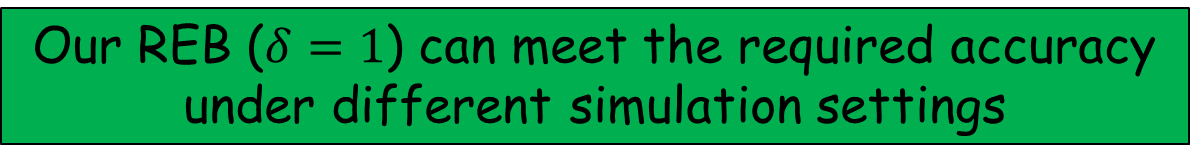 Our REB (𝛿 = 1) can meet the required accuracy
under different simulation settings